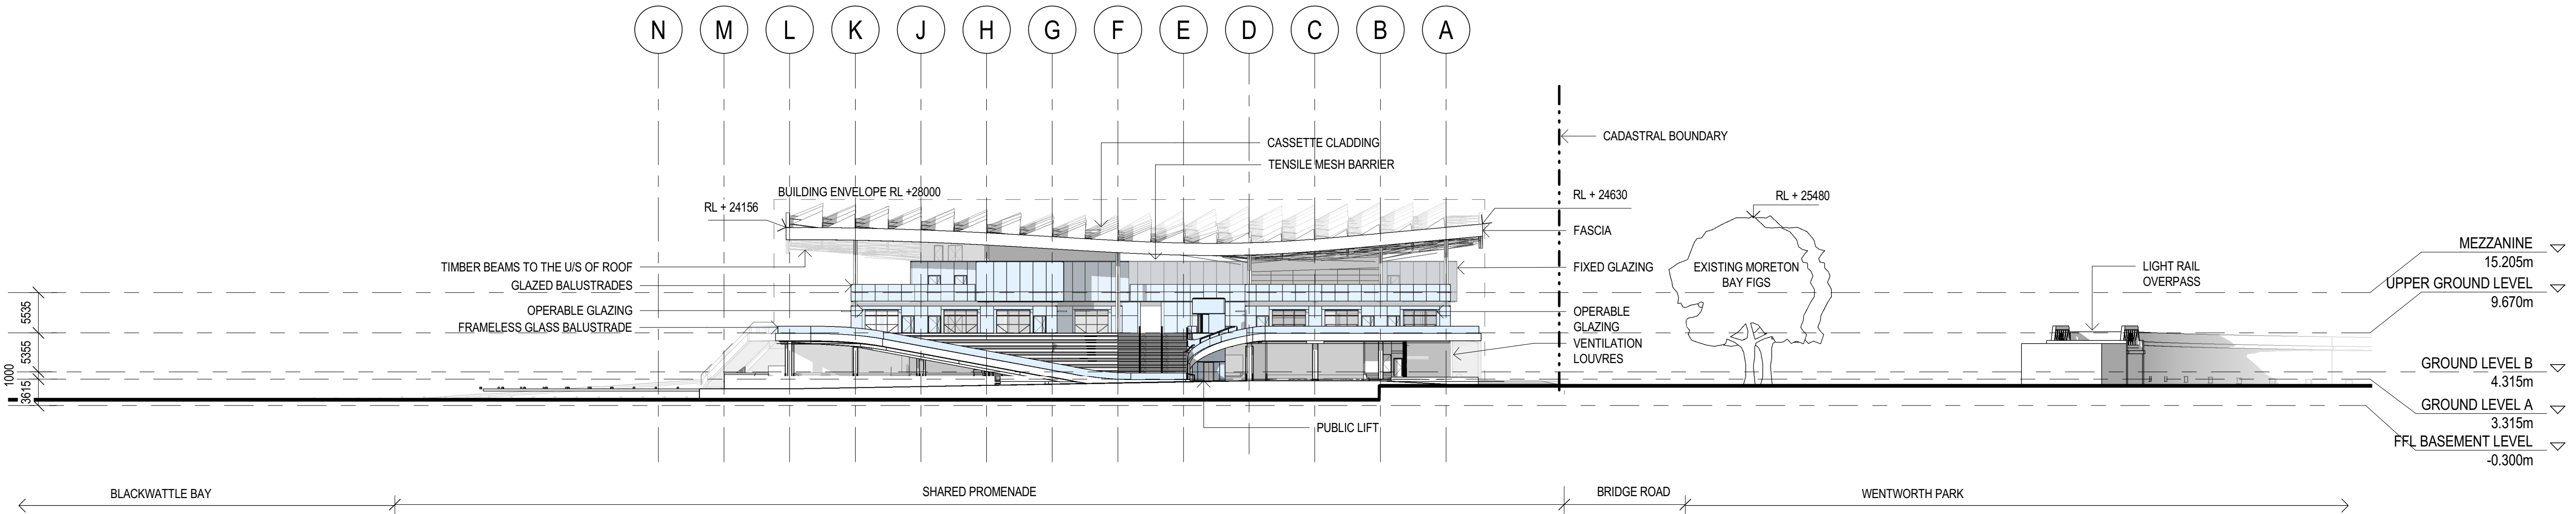 N M L K J H G F E D C B A
CADASTRAL BOUNDARY
CASSETTE CLADDING
TENSILE MESH BARRIER
BUILDING ENVELOPE RL +28000
RL + 24156
RL + 24630
RL + 25480
FASCIA
TIMBER BEAMS TO THE U/S OF ROOF
GLAZED BALUSTRADES
OPERABLE GLAZING
FRAMELESS GLASS BALUSTRADE
FIXED GLAZING
OPERABLE
GLAZING
VENTILATION
LOUVRES
EXISTING MORETON
BAY FIGS
LIGHT RAIL
OVERPASS
MEZZANINE
15.205m
UPPER GROUND LEVEL
9.670m
GROUND LEVEL B
4.315m
GROUND LEVEL A
3.315m
FFL BASEMENT LEVEL
-0.300m
5535
5355
1000
3615
PUBLIC LIFT
BLACKWATTLE BAY
SHARED PROMENADE
BRIDGE ROAD
WENTWORTH PARK